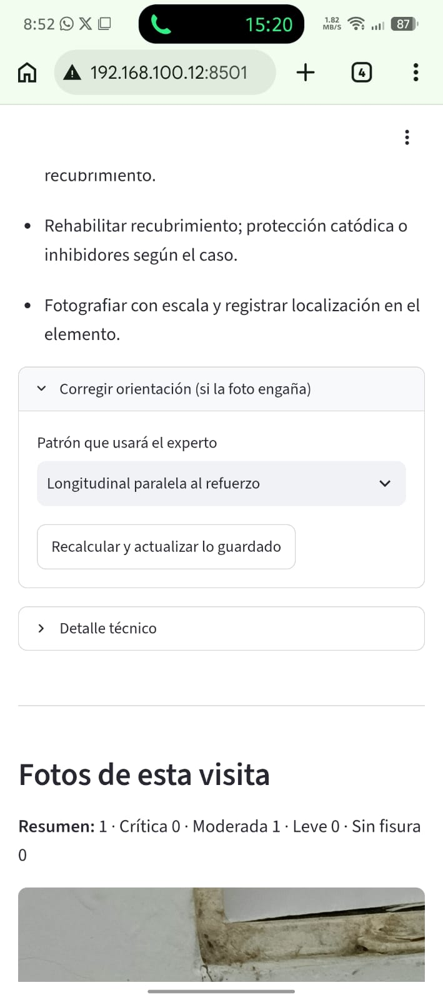 8:52
15:20
1.82
MB/S
87
192.168.100.12:8501
4
recubrimiento.
Rehabilitar recubrimiento; protección catódica o
inhibidores según el caso.
Fotografiar con escala y registrar localización en el
elemento.
Corregir orientación (si la foto engaña)
Patrón que usará el experto
Longitudinal paralela al refuerzo
Recalcular y actualizar lo guardado
Detalle técnico
Fotos de esta visita
Resumen: 1 · Crítica 0 · Moderada 1 · Leve 0 · Sin fisura
0